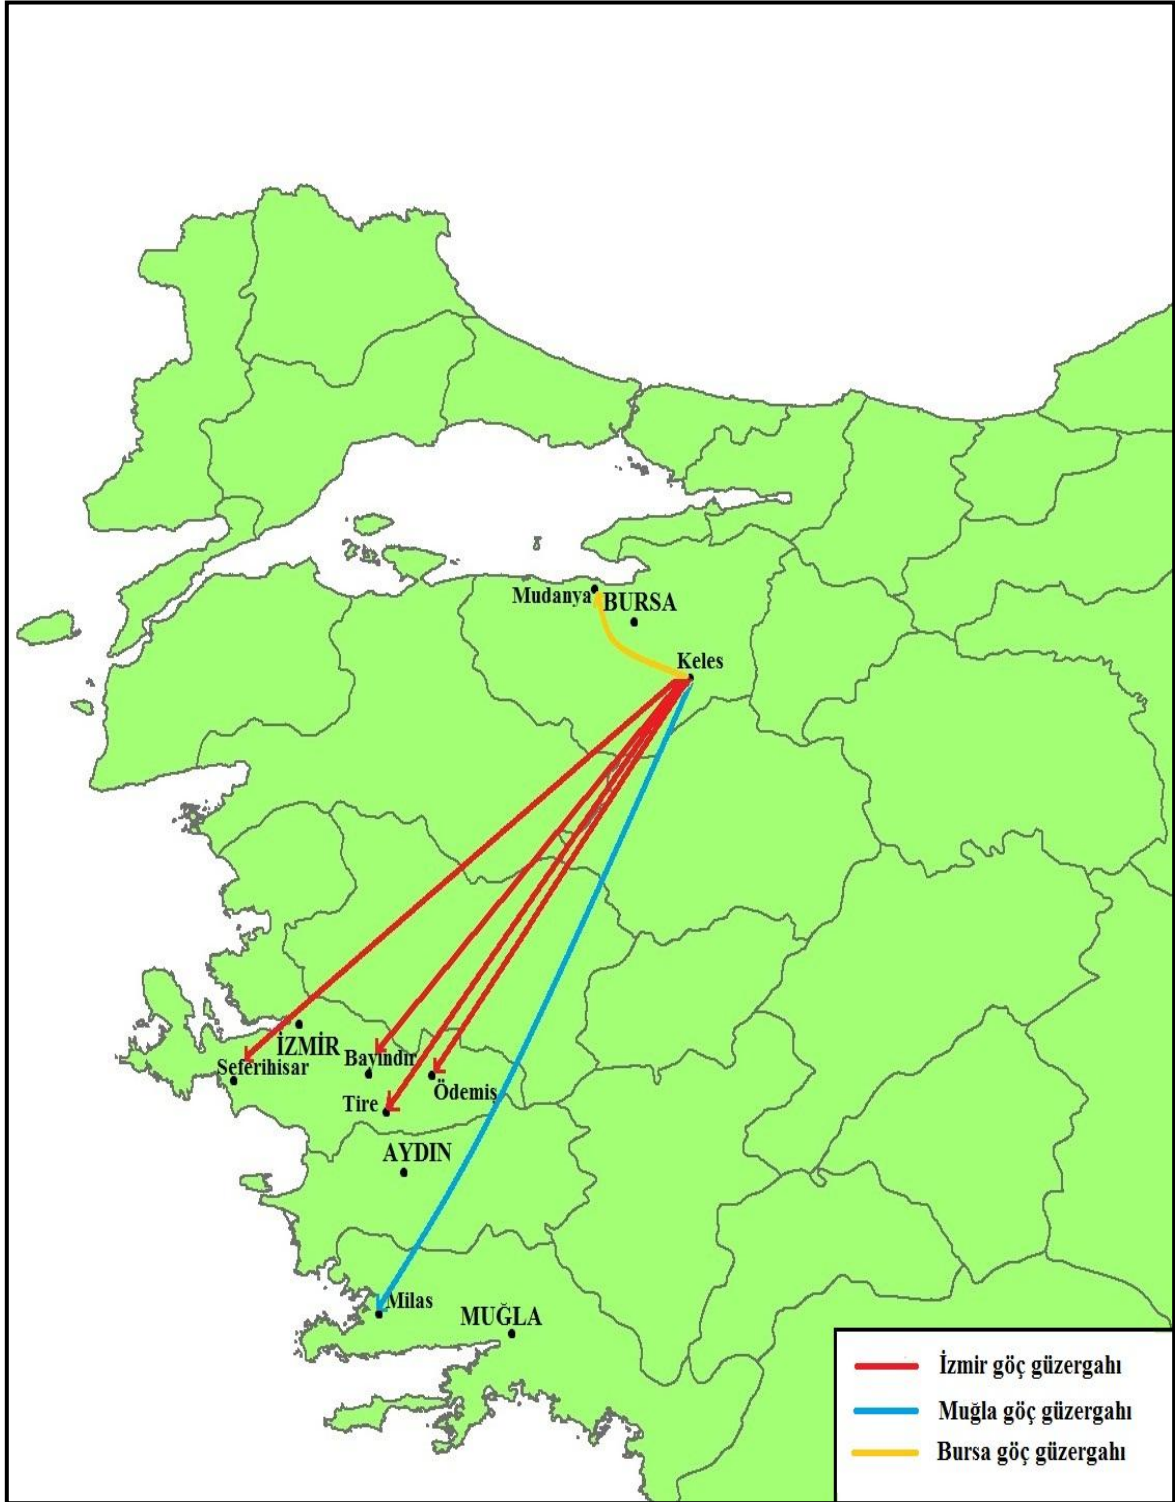 Mudanya
BURSA
Keles
İZMİR
Seferihisar
Bayındır
Ödemiş
Tire
AYDIN
Milas
MUĞLA
İzmir göç güzergahı
Muğla göç güzergahı
Bursa göç güzergahı